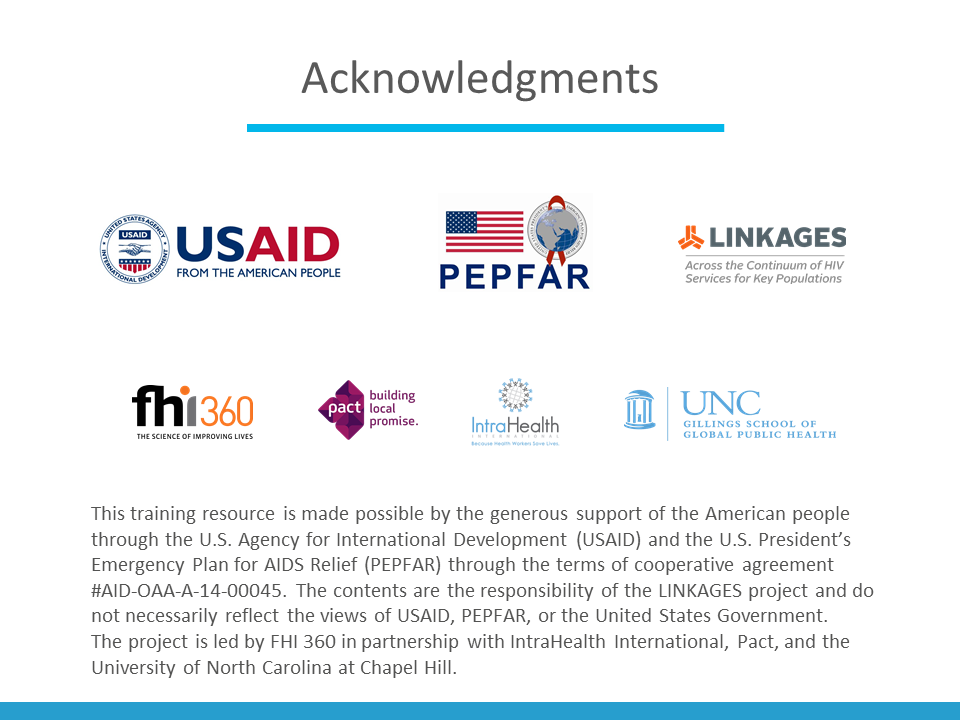 Acknowledgments
UNITED STATES AGENCY
USAID
INTERNATIONAL DEVELOPMENT
USAID
FROM THE AMERICAN PEOPLE
PEPFAR
LINKAGES
Across the Continuum of HIV
Services for Key Populations
fhi360
THE SCIENCE OF IMPROVING LIVES
pact
building
local
promise.
IntraHealth
INTERNATIONAL
Because Health Workers Save Lives.
UNC
GILLINGS SCHOOL OF
GLOBAL PUBLIC HEALTH
This training resource is made possible by the generous support of the American people
through the U.S. Agency for International Development (USAID) and the U.S. President’s
Emergency Plan for AIDS Relief (PEPFAR) through the terms of cooperative agreement
#AID-OAA-A-14-00045. The contents are the responsibility of the LINKAGES project and do
not necessarily reflect the views of USAID, PEPFAR, or the United States Government.
The project is led by FHI 360 in partnership with IntraHealth International, Pact, and the
University of North Carolina at Chapel Hill.